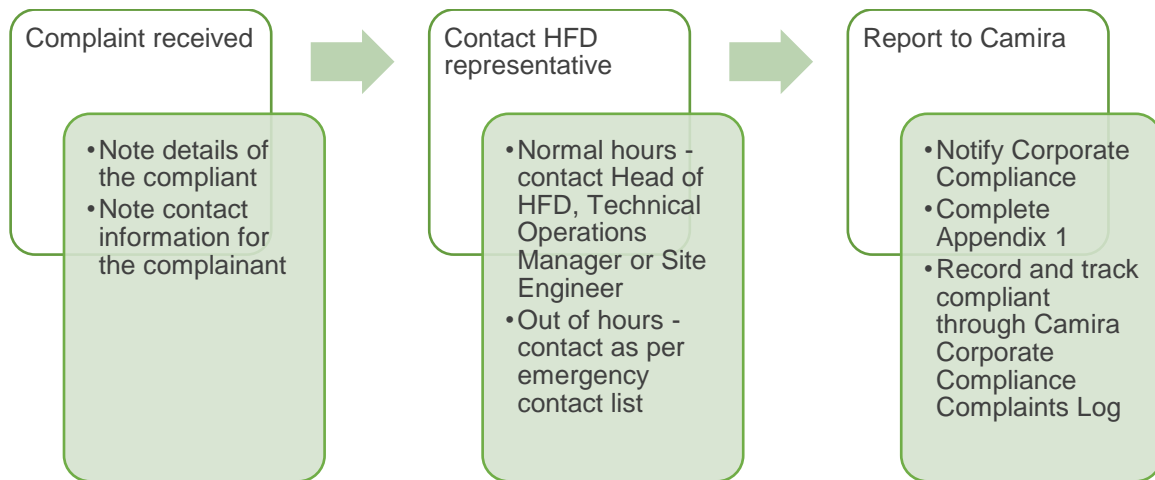 Complaint received
•Note details of
the compliant
•Note contact
information for
the complainant
Contact HFD
representative
•Normal hours -
contact Head of
HFD, Technical
Operations
Manager or Site
Engineer
•Out of hours -
contact as per
emergency
contact list
Report to Camira
•Notify Corporate
Compliance
•Complete
Appendix 1
•Record and track
compliant
through Camira
Corporate
Compliance
Complaints Log